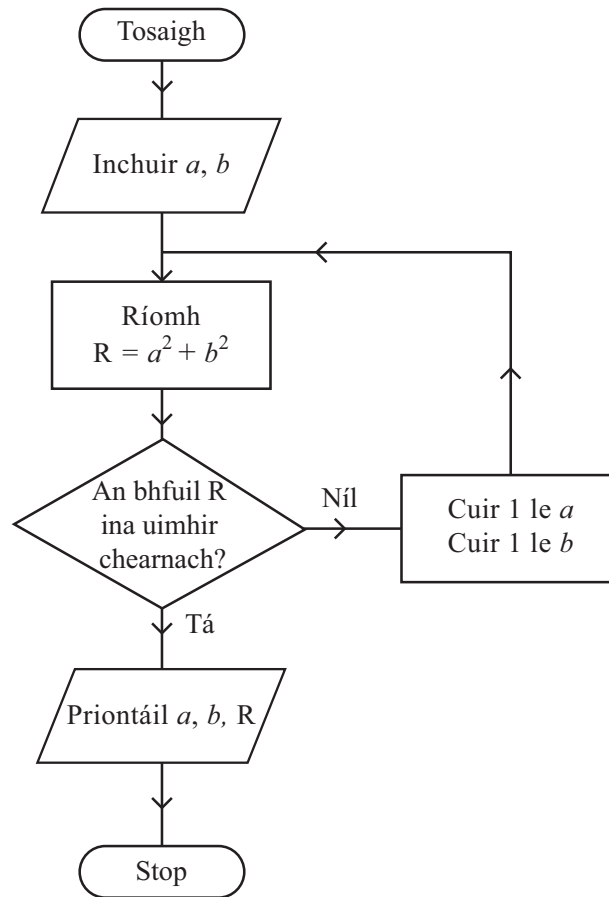 Tosaigh
Inchuir a, b
Ríomh
R = a² + b²
An bhfuil R
ina uimhir
chearnach?
Níl
Cuir 1 le a
Cuir 1 le b
Tá
Priontáil a, b, R
Stop